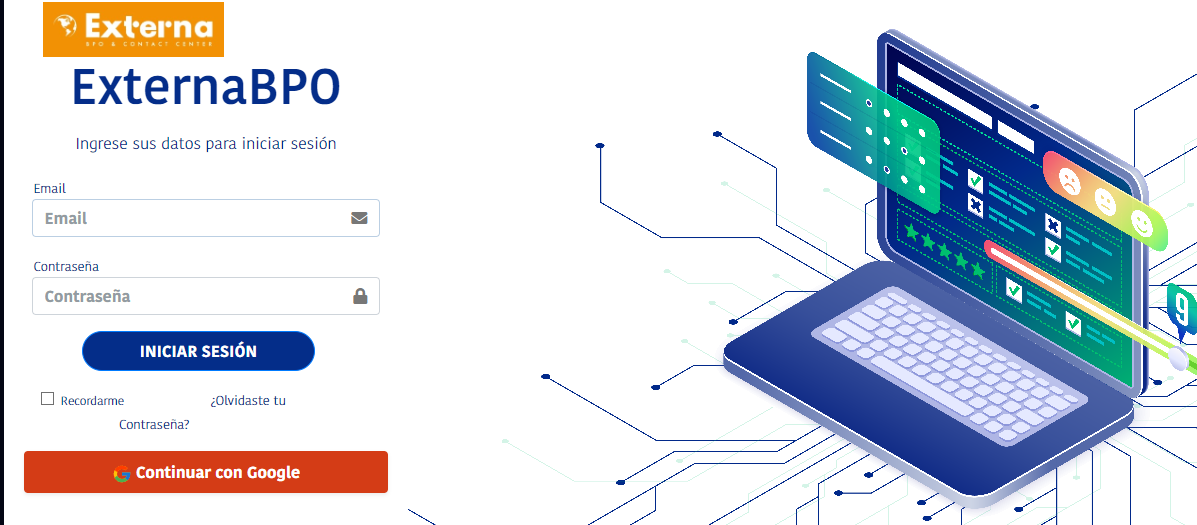 Externa
BPO & CONTACT CENTER
ExternaBPO
Ingrese sus datos para iniciar sesión
Email
Email
Contraseña
Contraseña
INICIAR SESIÓN
Recordarme ¿Olvidaste tu
Contraseña?
Continuar con Google
9